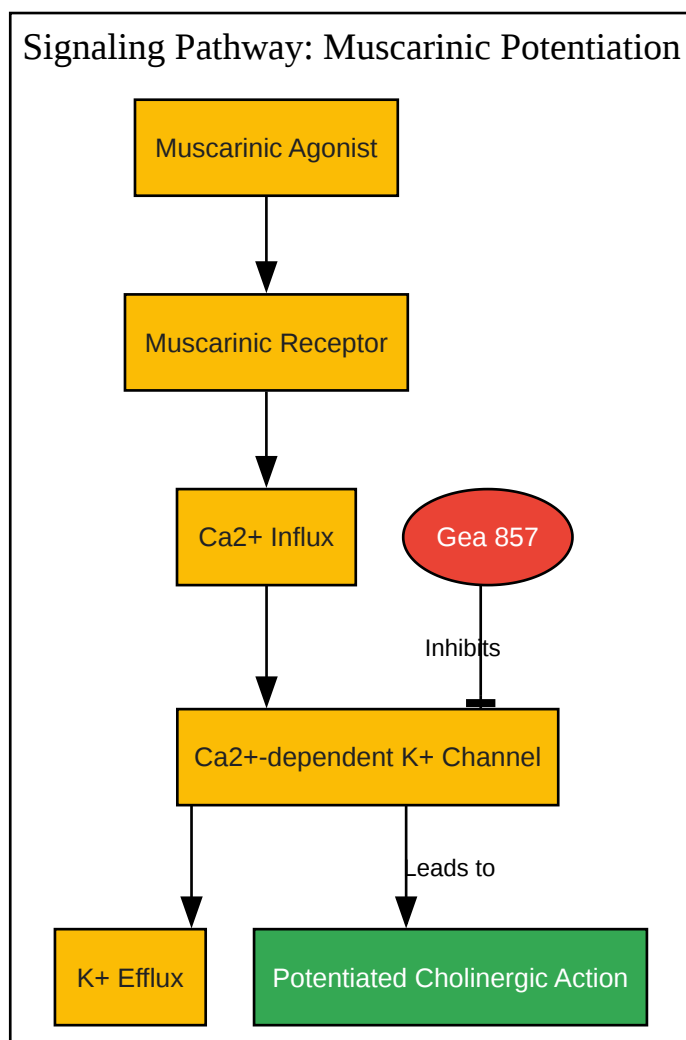 Signaling Pathway: Muscarinic Potentiation
Muscarinic Agonist
Muscarinic Receptor
Ca2+ Influx
Gea 857
Inhibits
Ca2+-dependent K+ Channel
Leads to
K+ Efflux
Potentiated Cholinergic Action